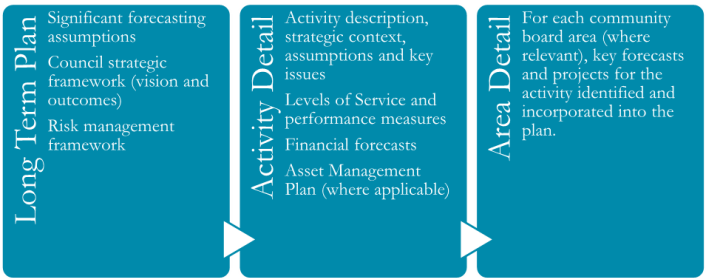 Long Term Plan
Significant forecasting
assumptions
Council strategic
framework (vision and
outcomes)
Risk management
framework
Activity Detail
Activity description,
strategic context,
assumptions and key
issues
Levels of Service and
performance measures
Financial forecasts
Asset Management
Plan (where applicable)
Area Detail
For each community
board area (where
relevant), key forecasts
and projects for the
activity identified and
incorporated into the
plan.